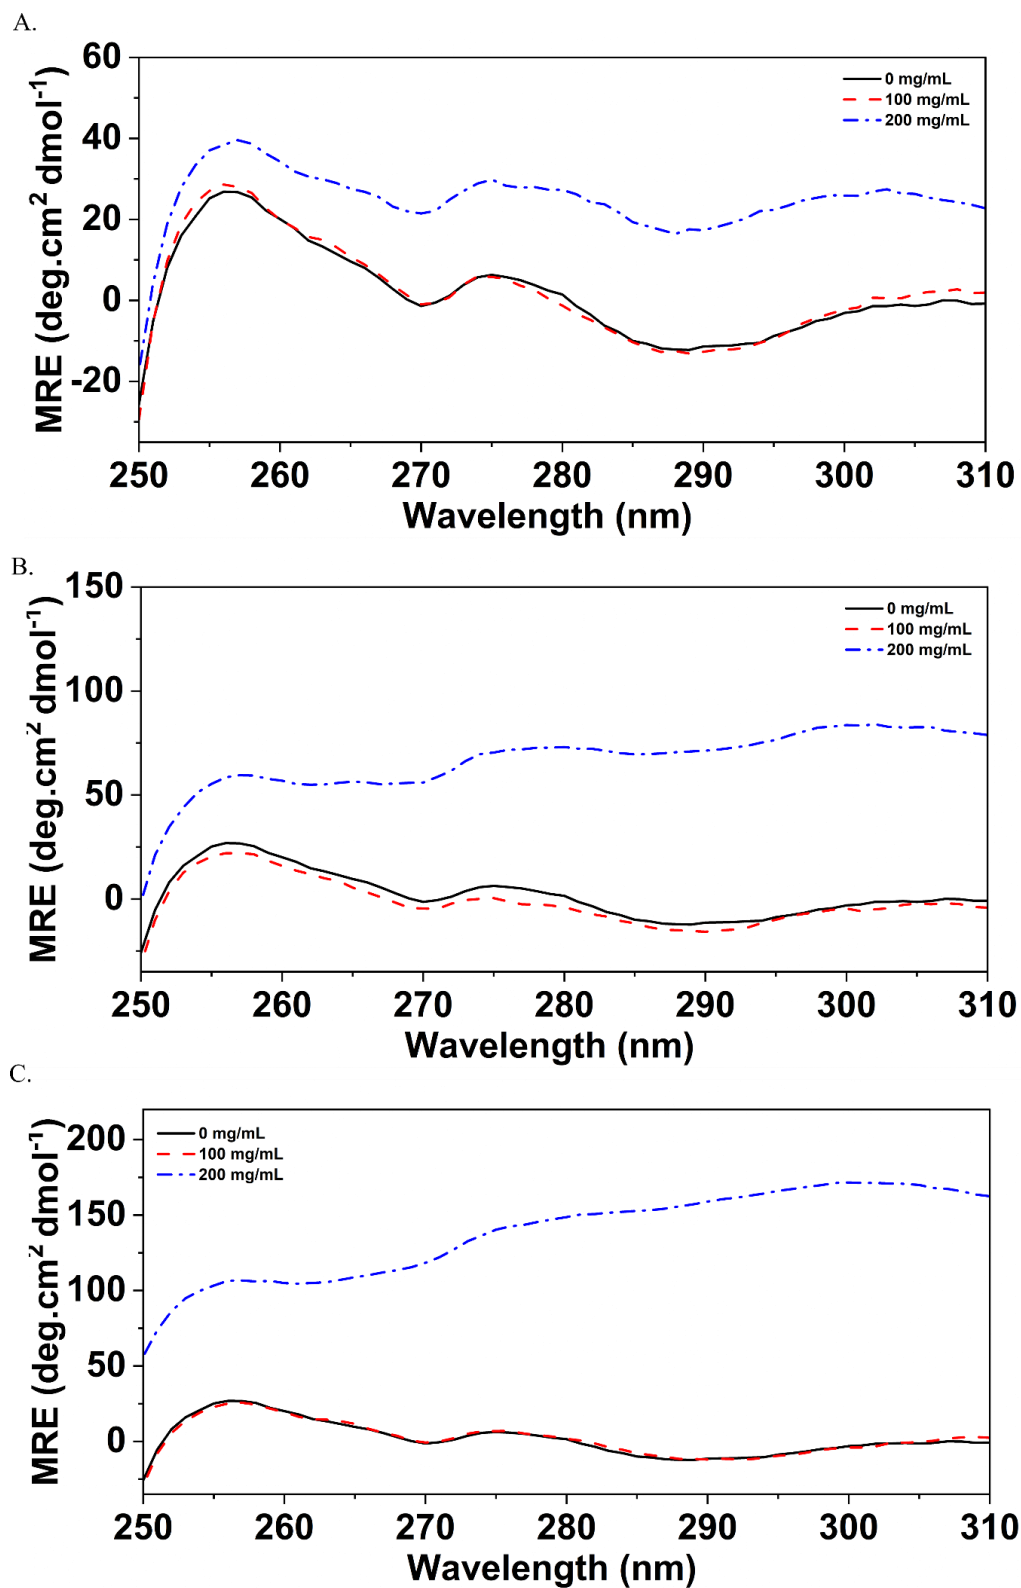 A.
60
40
20
0
-20
MRE (deg.cm² dmol⁻¹)
0 mg/mL
100 mg/mL
200 mg/mL
250 260 270 280 290 300 310
Wavelength (nm)
B.
150
100
50
0
MRE (deg.cm² dmol⁻¹)
0 mg/mL
100 mg/mL
200 mg/mL
250 260 270 280 290 300 310
Wavelength (nm)
C.
200
150
100
50
0
MRE (deg.cm² dmol⁻¹)
0 mg/mL
100 mg/mL
200 mg/mL
250 260 270 280 290 300 310
Wavelength (nm)